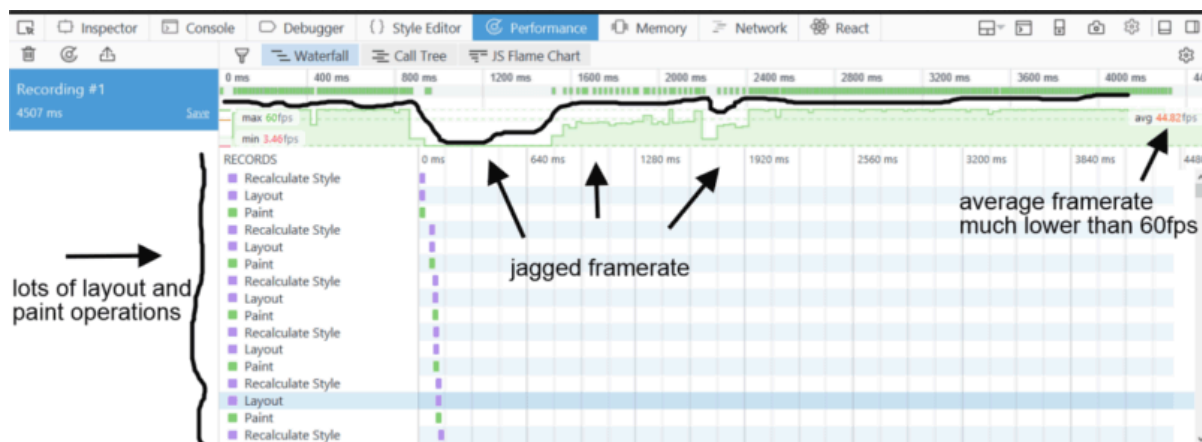 Inspector Console Debugger { } Style Editor Performance Memory Network React
Waterfall Call Tree JS Flame Chart
Recording #1
4507 ms Save
0 ms 400 ms 800 ms 1200 ms 1600 ms 2000 ms 2400 ms 2800 ms 3200 ms 3600 ms 4000 ms 44
max 60fps
avg 44.82fps
min 3.46fps
RECORDS 0 ms 640 ms 1280 ms 1920 ms 2560 ms 3200 ms 3840 ms 448
Recalculate Style
Layout
Paint
Recalculate Style
Layout
Paint
Recalculate Style
Layout
Paint
Recalculate Style
Layout
Paint
Recalculate Style
Layout
Paint
Recalculate Style
lots of layout and
paint operations
jagged framerate
average framerate
much lower than 60fps